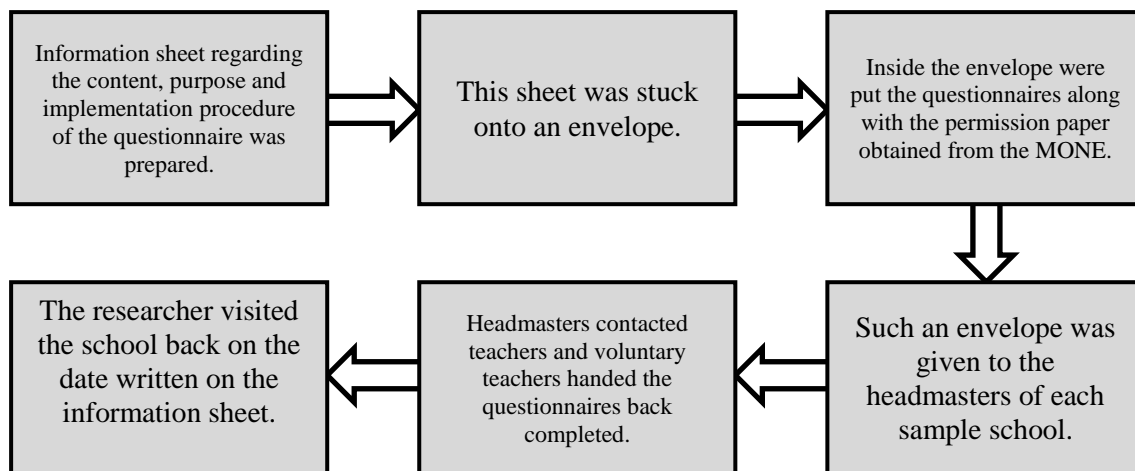 Information sheet regarding
the content, purpose and
implementation procedure
of the questionnaire was
prepared.
This sheet was stuck
onto an envelope.
Inside the envelope were
put the questionnaires along
with the permission paper
obtained from the MONE.
Such an envelope was
given to the
headmasters of each
sample school.
Headmasters contacted
teachers and voluntary
teachers handed the
questionnaires back
completed.
The researcher visited
the school back on the
date written on the
information sheet.